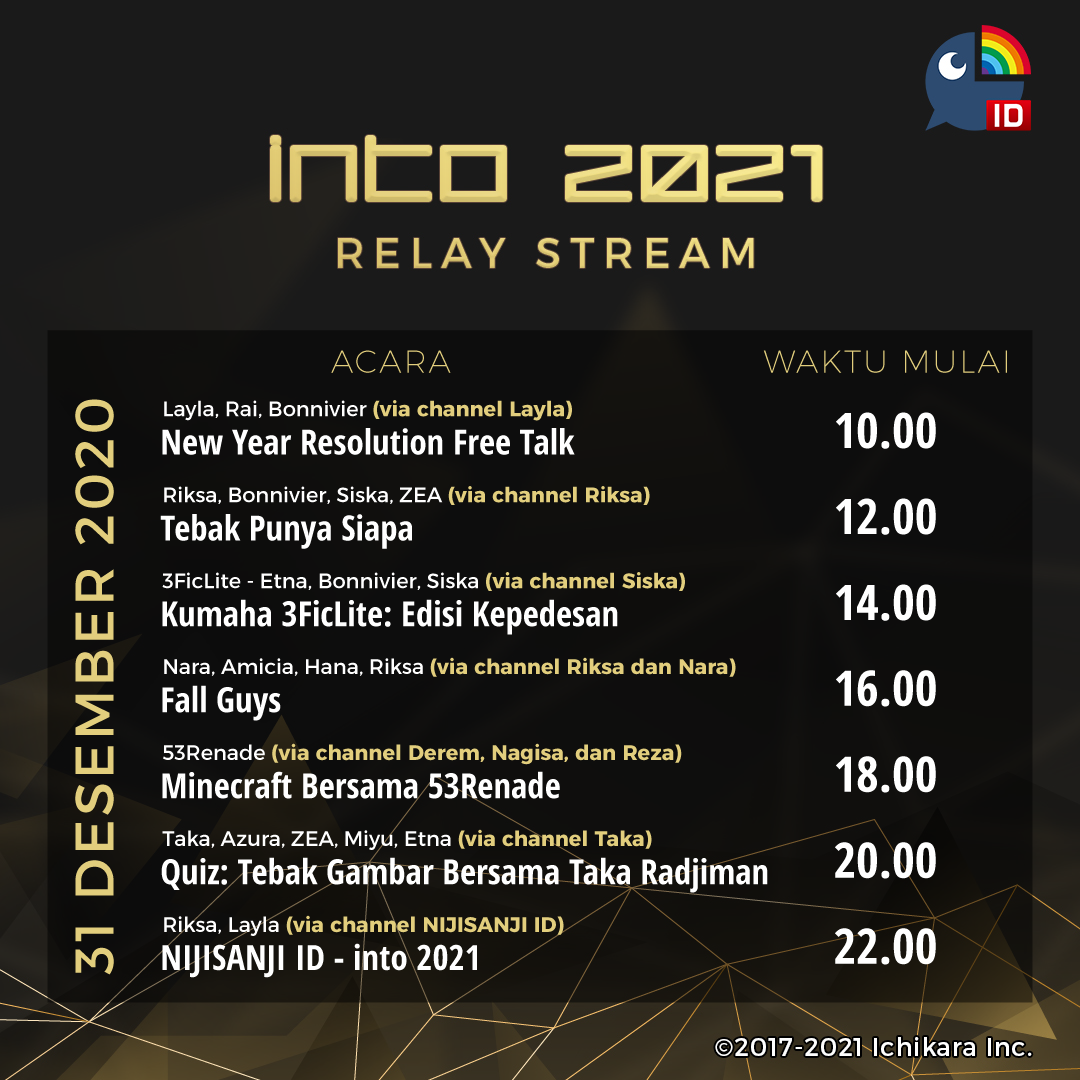 ID
into 2021
RELAY STREAM
ACARA
WAKTU MULAI
31 DESEMBER 2020
Layla, Rai, Bonnivier (via channel Layla)
New Year Resolution Free Talk
10.00
Riksa, Bonnivier, Siska, ZEA (via channel Riksa)
Tebak Punya Siapa
12.00
3FicLite - Etna, Bonnivier, Siska (via channel Siska)
Kumaha 3FicLite: Edisi Kepedesan
14.00
Nara, Amicia, Hana, Riksa (via channel Riksa dan Nara)
Fall Guys
16.00
53Renade (via channel Derem, Nagisa, dan Reza)
Minecraft Bersama 53Renade
18.00
Taka, Azura, ZEA, Miyu, Etna (via channel Taka)
Quiz: Tebak Gambar Bersama Taka Radjiman
20.00
Riksa, Layla (via channel NIJISANJI ID)
NIJISANJI ID - into 2021
22.00
©2017-2021 Ichikara Inc.